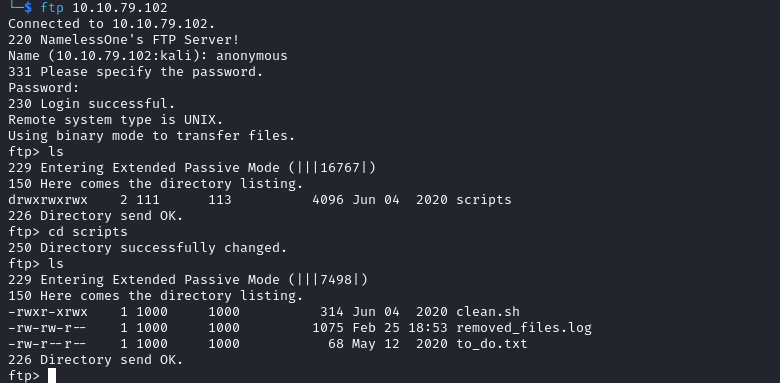 └─$ ftp 10.10.79.102
Connected to 10.10.79.102.
220 NamelessOne's FTP Server!
Name (10.10.79.102:kali): anonymous
331 Please specify the password.
Password:
230 Login successful.
Remote system type is UNIX.
Using binary mode to transfer files.
ftp> ls
229 Entering Extended Passive Mode (|||16767|)
150 Here comes the directory listing.
drwxrwxrwx    2 111      113          4096 Jun 04  2020 scripts
226 Directory send OK.
ftp> cd scripts
250 Directory successfully changed.
ftp> ls
229 Entering Extended Passive Mode (|||7498|)
150 Here comes the directory listing.
-rwxr-xrwx    1 1000     1000          314 Jun 04  2020 clean.sh
-rw-rw-r--    1 1000     1000         1075 Feb 25 18:53 removed_files.log
-rw-r--r--    1 1000     1000           68 May 12  2020 to_do.txt
226 Directory send OK.
ftp>